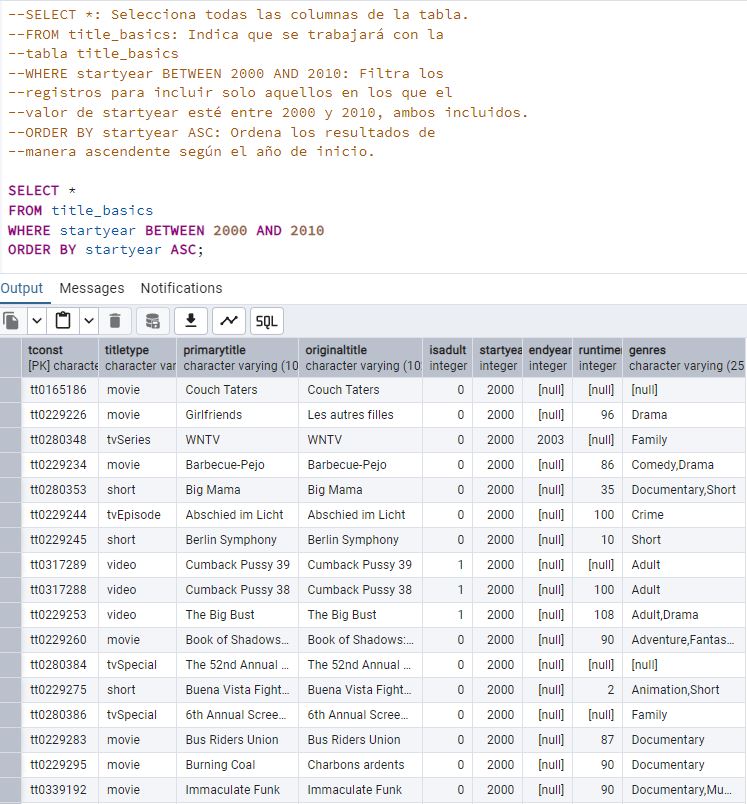 --SELECT *: Selecciona todas las columnas de la tabla.
--FROM title_basics: Indica que se trabajará con la
--tabla title_basics
--WHERE startyear BETWEEN 2000 AND 2010: Filtra los
--registros para incluir solo aquellos en los que el
--valor de startyear esté entre 2000 y 2010, ambos incluidos.
--ORDER BY startyear ASC: Ordena los resultados de
--manera ascendente según el año de inicio.
SELECT *
FROM title_basics
WHERE startyear BETWEEN 2000 AND 2010
ORDER BY startyear ASC;
Output Messages Notifications
SQL
tconst titletype primarytitle originaltitle isadult startyea endyear runtime genres
[PK] characte character var character varying (10 character varying (10 integer integer integer integer character varying (25
tt0165186 movie Couch Taters Couch Taters 0 2000 [null] [null] [null]
tt0229226 movie Girlfriends Les autres filles 0 2000 [null] 96 Drama
tt0280348 tvSeries WNTV WNTV 0 2000 2003 [null] Family
tt0229234 movie Barbecue-Pejo Barbecue-Pejo 0 2000 [null] 86 Comedy,Drama
tt0280353 short Big Mama Big Mama 0 2000 [null] 35 Documentary,Short
tt0229244 tvEpisode Abschied im Licht Abschied im Licht 0 2000 [null] 100 Crime
tt0229245 short Berlin Symphony Berlin Symphony 0 2000 [null] 10 Short
tt0317289 video Cumback Pussy 39 Cumback Pussy 39 1 2000 [null] [null] Adult
tt0317288 video Cumback Pussy 38 Cumback Pussy 38 1 2000 [null] 100 Adult
tt0229253 video The Big Bust The Big Bust 1 2000 [null] 108 Adult,Drama
tt0229260 movie Book of Shadows... Book of Shadows:... 0 2000 [null] 90 Adventure,Fantas...
tt0280384 tvSpecial The 52nd Annual ... The 52nd Annual ... 0 2000 [null] [null] [null]
tt0229275 short Buena Vista Fight... Buena Vista Fight... 0 2000 [null] 2 Animation,Short
tt0280386 tvSpecial 6th Annual Scree... 6th Annual Scree... 0 2000 [null] [null] Family
tt0229283 movie Bus Riders Union Bus Riders Union 0 2000 [null] 87 Documentary
tt0229295 movie Burning Coal Charbons ardents 0 2000 [null] 90 Documentary
tt0339192 movie Immaculate Funk Immaculate Funk 0 2000 [null] 90 Documentary,Mu...